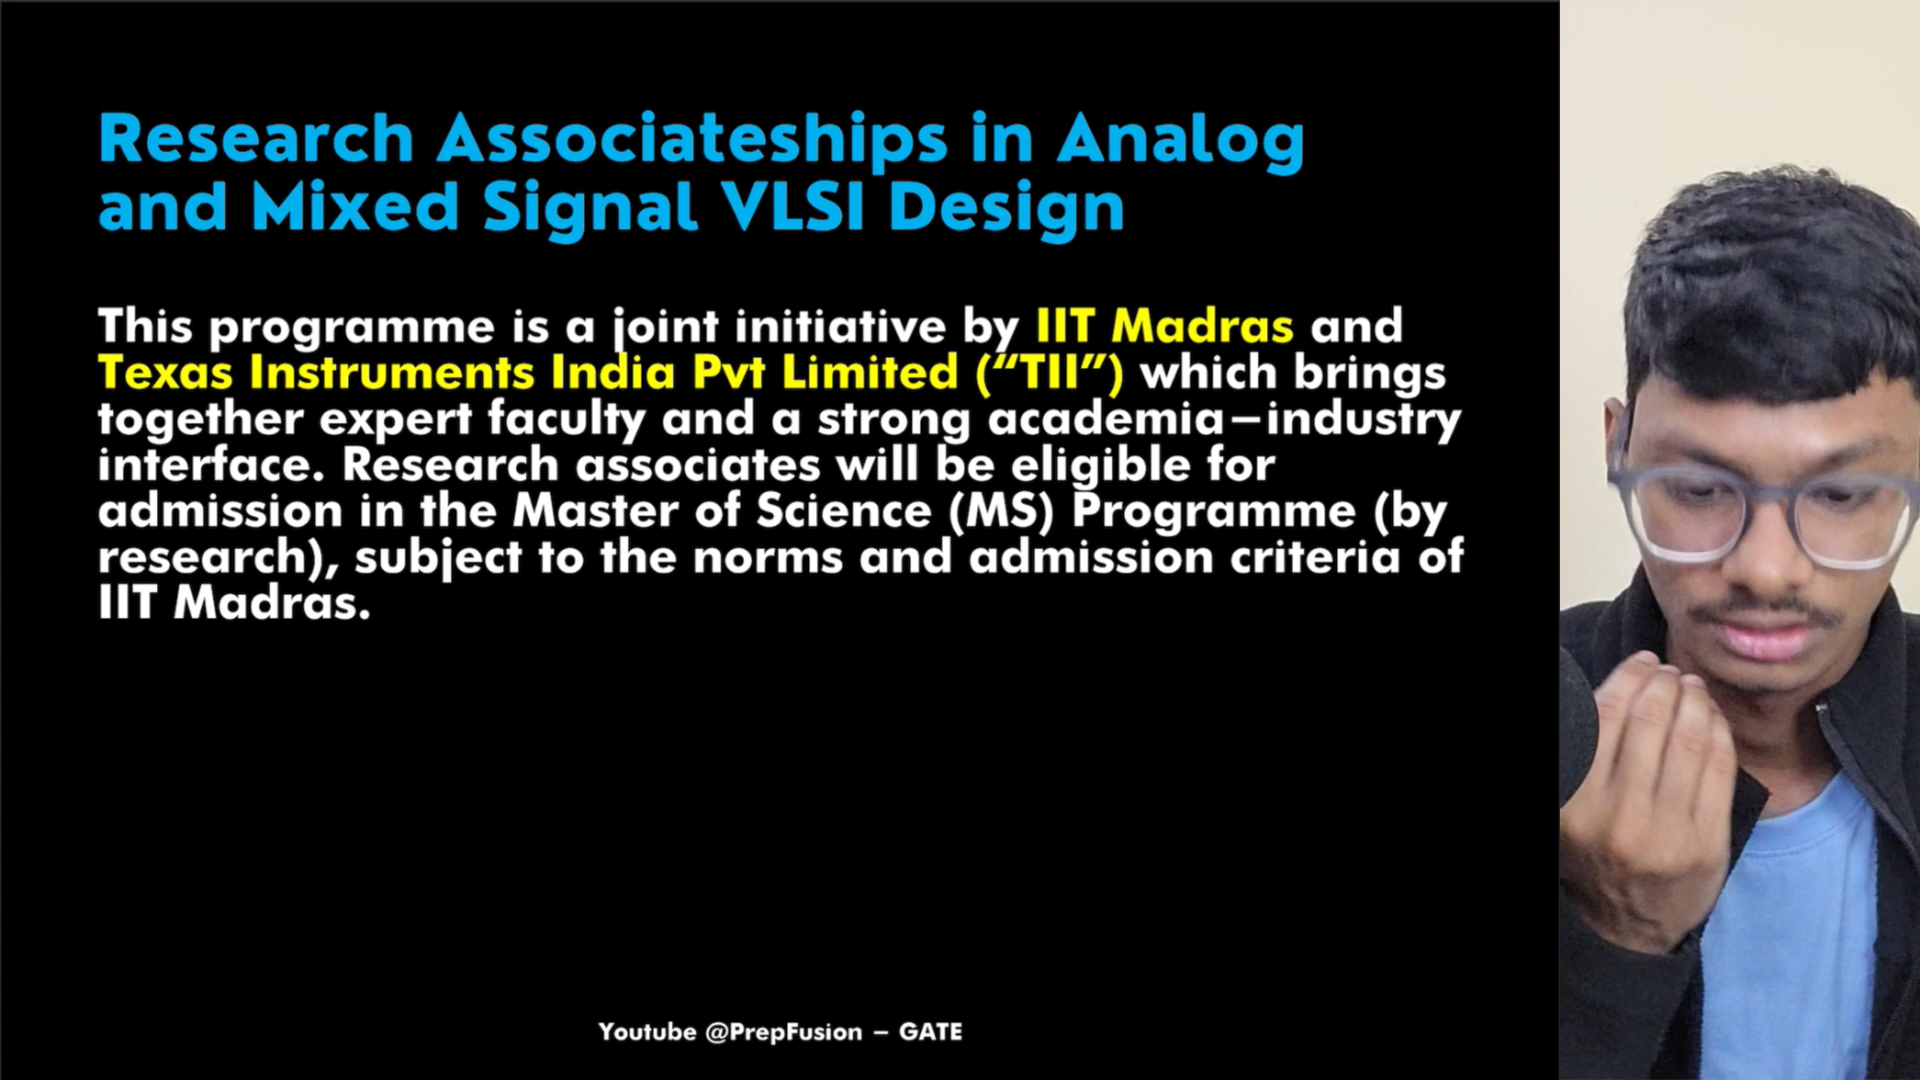 Research Associateships in Analog
and Mixed Signal VLSI Design
This programme is a joint initiative by IIT Madras and
Texas Instruments India Pvt Limited (“TII”) which brings
together expert faculty and a strong academia–industry
interface. Research associates will be eligible for
admission in the Master of Science (MS) Programme (by
research), subject to the norms and admission criteria of
IIT Madras.
Youtube @PrepFusion – GATE